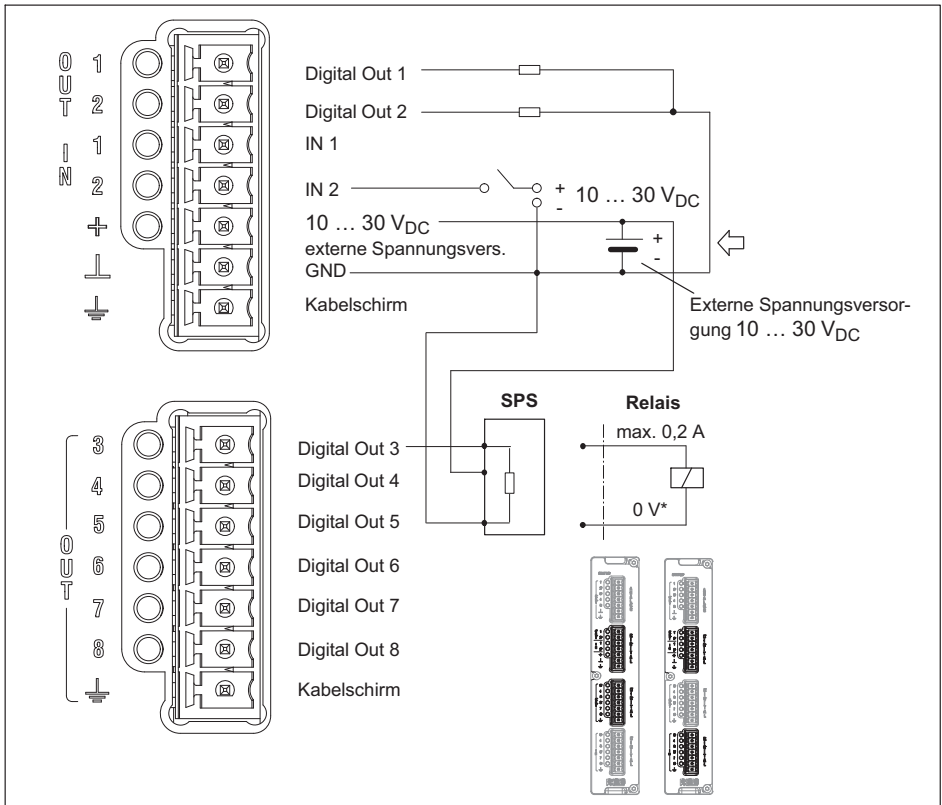 OUT 1 Digital Out 1
2 Digital Out 2
IN 1 IN 1
2 IN 2
+ - 10 … 30 VDC
+ 10 … 30 VDC
externe Spannungsvers.
+ -
GND
Kabelschirm
Externe Spannungsversor-
gung 10 … 30 VDC
SPS
Relais
max. 0,2 A
0 V*
OUT
3 Digital Out 3
4 Digital Out 4
5 Digital Out 5
6 Digital Out 6
7 Digital Out 7
8 Digital Out 8
Kabelschirm